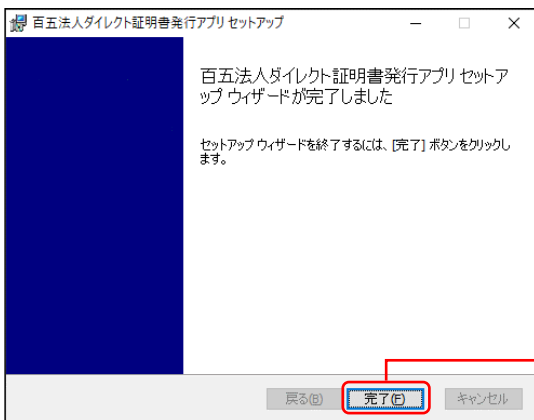 百五法人ダイレクト証明書発行アプリ セットアップ
百五法人ダイレクト証明書発行アプリ セットア
ップ ウィザードが完了しました
セットアップ ウィザードを終了するには、[完了] ボタンをクリックし
ます。
戻る(B) 完了(F) キャンセル